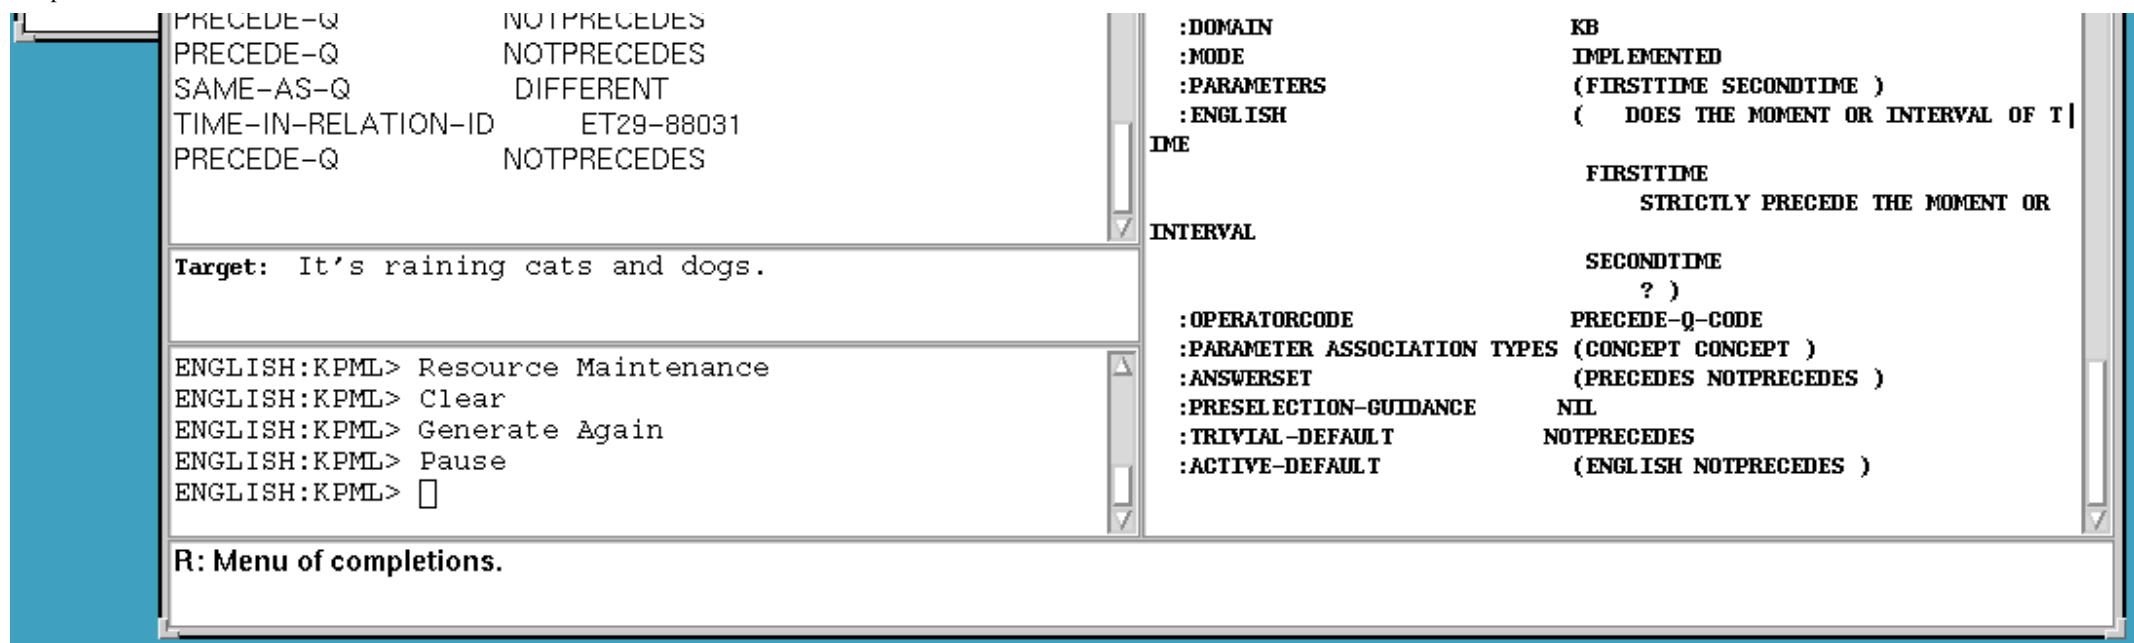 PRECEDE-Q NOTPRECEDES
PRECEDE-Q NOTPRECEDES
SAME-AS-Q DIFFERENT
TIME-IN-RELATION-ID ET29-88031
PRECEDE-Q NOTPRECEDES
Target: It's raining cats and dogs.
ENGLISH:KPML> Resource Maintenance
ENGLISH:KPML> Clear
ENGLISH:KPML> Generate Again
ENGLISH:KPML> Pause
ENGLISH:KPML>
:DOMAIN KB
:MODE IMPLEMENTED
:PARAMETERS (FIRSTTIME SECONDTIME )
:ENGLISH ( DOES THE MOMENT OR INTERVAL OF T
IME
FIRSTTIME
STRICTLY PRECEDE THE MOMENT OR
INTERVAL
SECONDTIME
? )
:OPERATORCODE PRECEDE-Q-CODE
:PARAMETER ASSOCIATION TYPES (CONCEPT CONCEPT )
:ANSWERSET (PRECEDES NOTPRECEDES )
:PRESELECTION-GUIDANCE NIL
:TRIVIAL-DEFAULT NOTPRECEDES
:ACTIVE-DEFAULT (ENGLISH NOTPRECEDES )
R: Menu of completions.